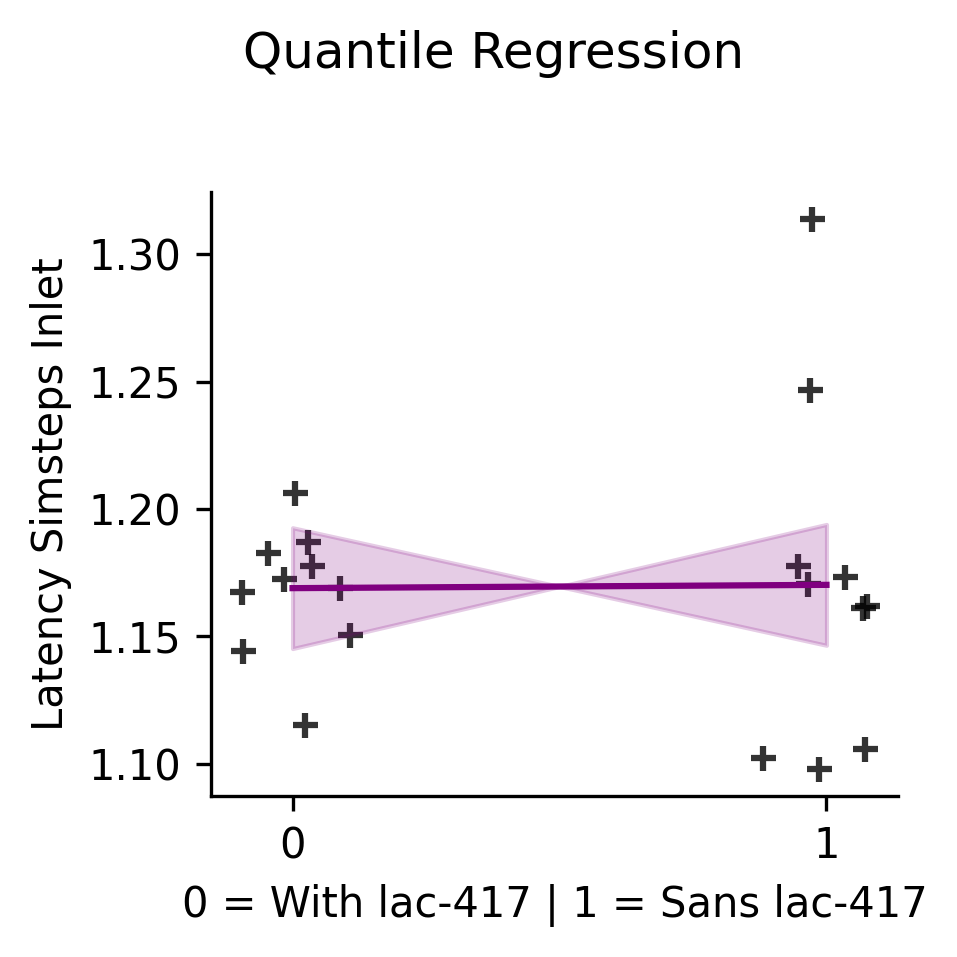 Quantile Regression
Latency Simsteps Inlet
1.30
1.25
1.20
1.15
1.10
0
1
0 = With lac-417 | 1 = Sans lac-417